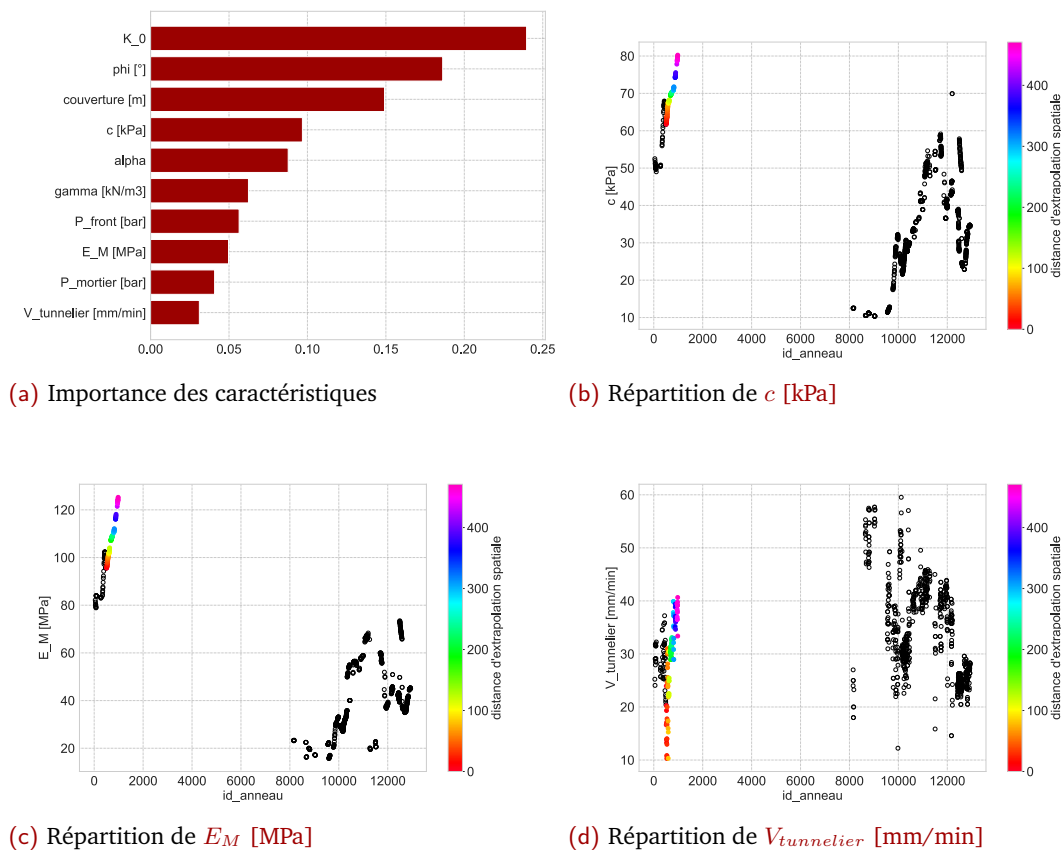 K_0
phi [°]
couverture [m]
c [kPa]
alpha
gamma [kN/m3]
P_front [bar]
E_M [MPa]
P_mortier [bar]
V_tunnelier [mm/min]
0.00 0.05 0.10 0.15 0.20 0.25
(a) Importance des caractéristiques
80
70
60
50
40
30
20
10
c [kPa]
0 2000 4000 6000 8000 10000 12000
id_anneau
400
300
200
100
0
distance d'extrapolation spatiale
(b) Répartition de c [kPa]
120
100
80
60
40
20
E_M [MPa]
0 2000 4000 6000 8000 10000 12000
id_anneau
400
300
200
100
0
distance d'extrapolation spatiale
(c) Répartition de E_M [MPa]
60
50
40
30
20
10
V_tunnelier [mm/min]
0 2000 4000 6000 8000 10000 12000
id_anneau
400
300
200
100
0
distance d'extrapolation spatiale
(d) Répartition de V_tunnelier [mm/min]